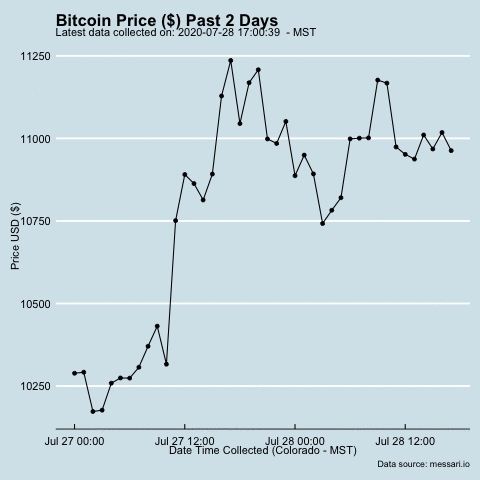 Bitcoin Price ($) Past 2 Days
Latest data collected on: 2020-07-28 17:00:39  - MST
11250
11000
10750
10500
10250
Price USD ($)
Jul 27 00:00
Jul 27 12:00
Jul 28 00:00
Jul 28 12:00
Date Time Collected (Colorado - MST)
Data source: messari.io